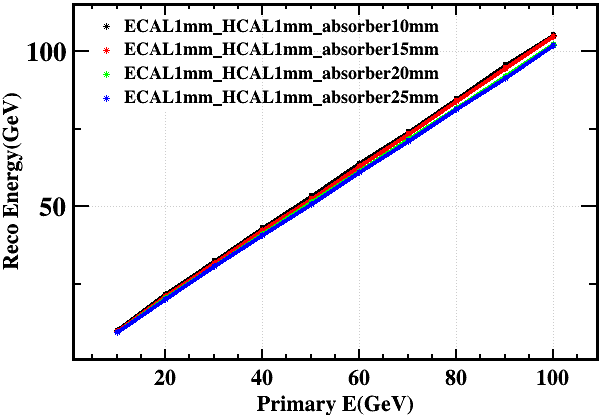 ECAL1mm_HCAL1mm_absorber10mm
ECAL1mm_HCAL1mm_absorber15mm
ECAL1mm_HCAL1mm_absorber20mm
ECAL1mm_HCAL1mm_absorber25mm
100
50
Reco Energy(GeV)
20 40 60 80 100
Primary E(GeV)